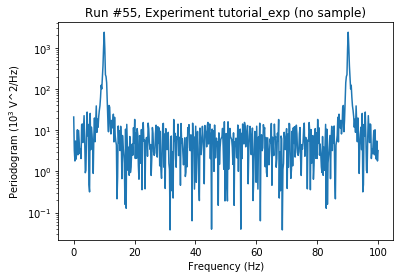 Run #55, Experiment tutorial_exp (no sample)
Periodogram (10³ V^2/Hz)
10³
10²
10¹
10⁰
10⁻¹
0 20 40 60 80 100
Frequency (Hz)